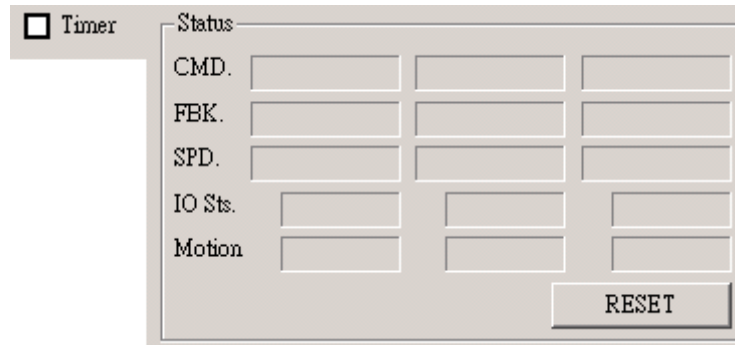 Timer
Status
CMD.
FBK.
SPD.
IO Sts.
Motion
RESET